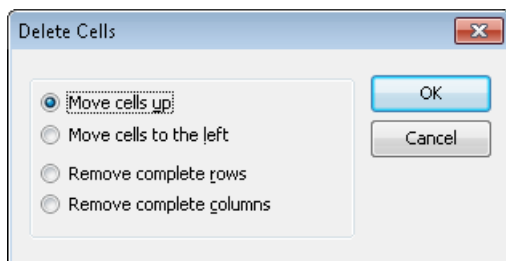 Delete Cells
Move cells up
Move cells to the left
Remove complete rows
Remove complete columns
OK
Cancel